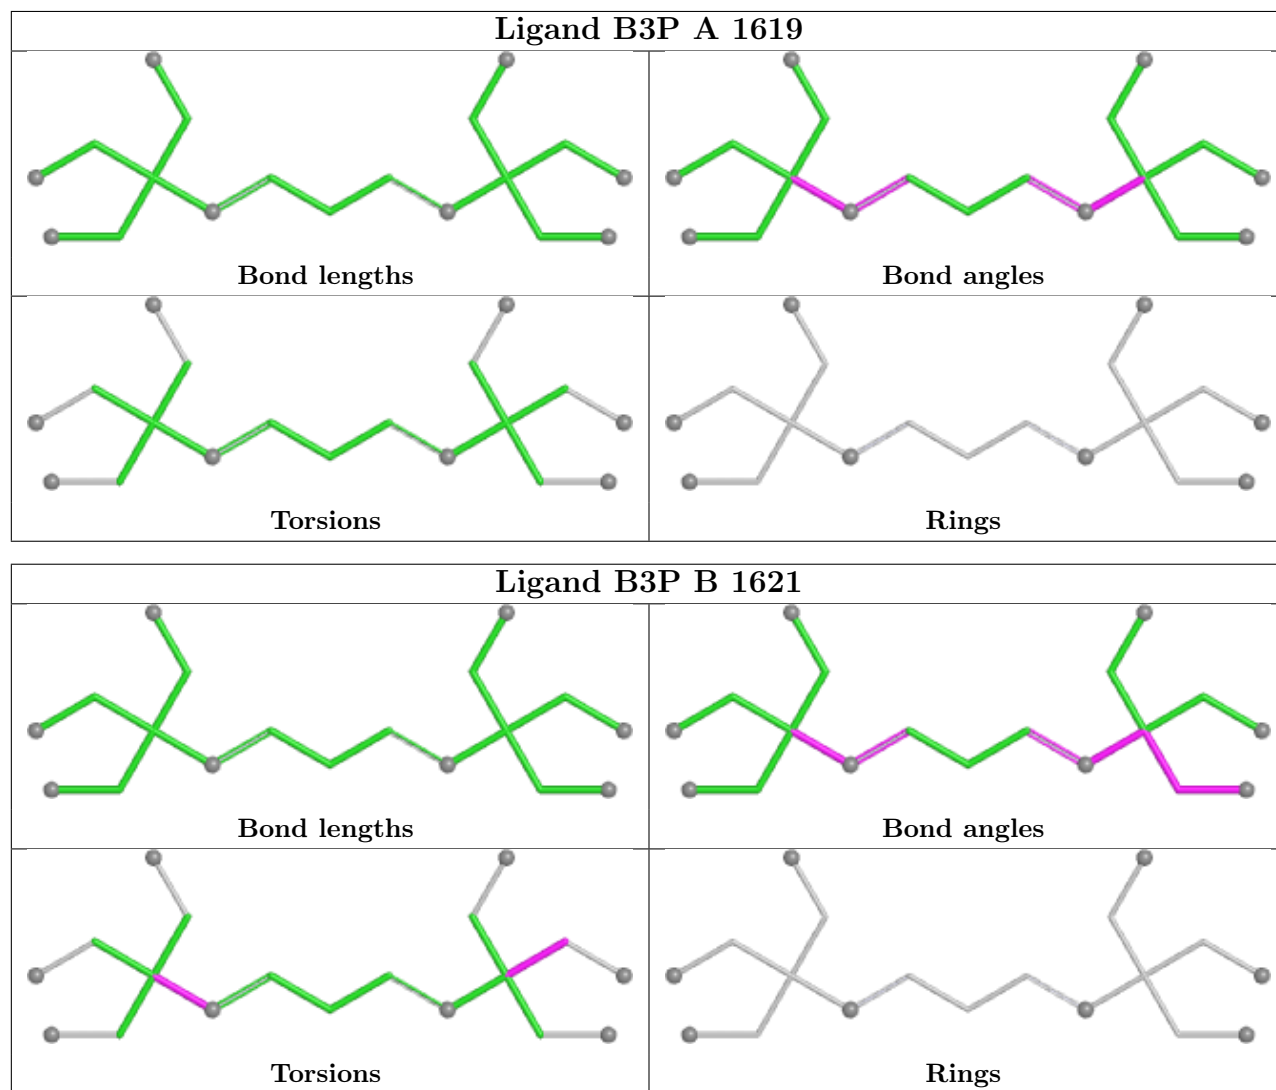 Ligand B3P A 1619
Bond lengths
Bond angles
Torsions
Rings
Ligand B3P B 1621
Bond lengths
Bond angles
Torsions
Rings